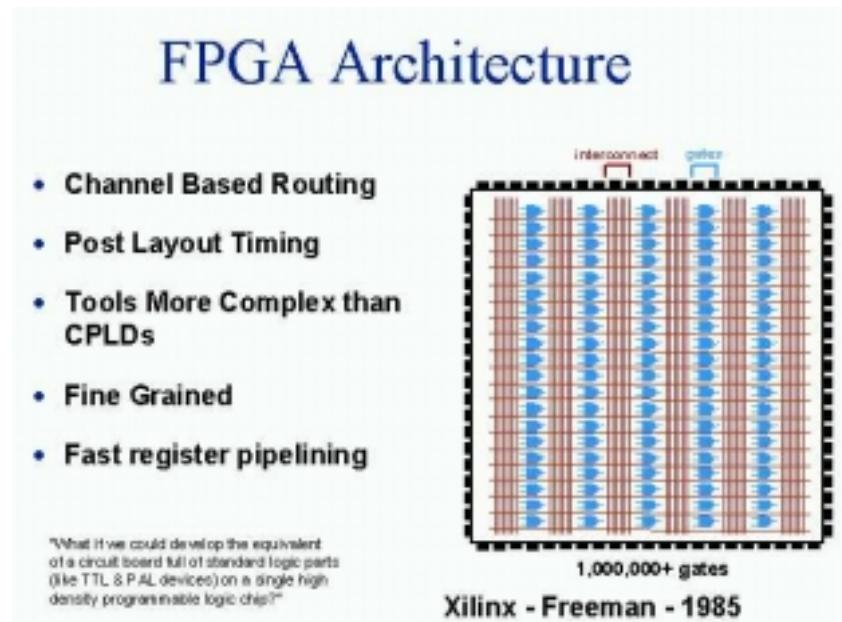 FPGA Architecture
interconnect
gates
• Channel Based Routing
• Post Layout Timing
• Tools More Complex than
CPLDs
• Fine Grained
• Fast register pipelining
"What if we could develop the equivalent
of a circuit board full of standard logic parts
(like TTL & PAL devices) on a single high
density programmable logic chip?"
1,000,000+ gates
Xilinx - Freeman - 1985